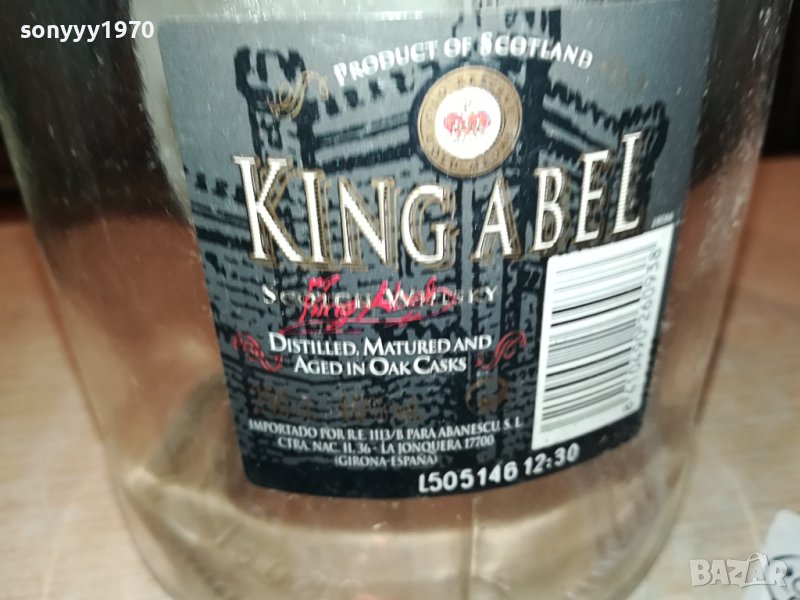 sonyyy1970
PRODUCT OF SCOTLAND
KING ABEL
SCOTCH WHISKY
DISTILLED, MATURED AND
AGED IN OAK CASKS
IMPORTADO POR R.E. 1113/B PARA ABANESCU, S.L.
CTRA. NAC. II, 36 - LA JONQUERA 17700
(GIRONA-ESPAÑA)
L505146 12:30
BAZAR